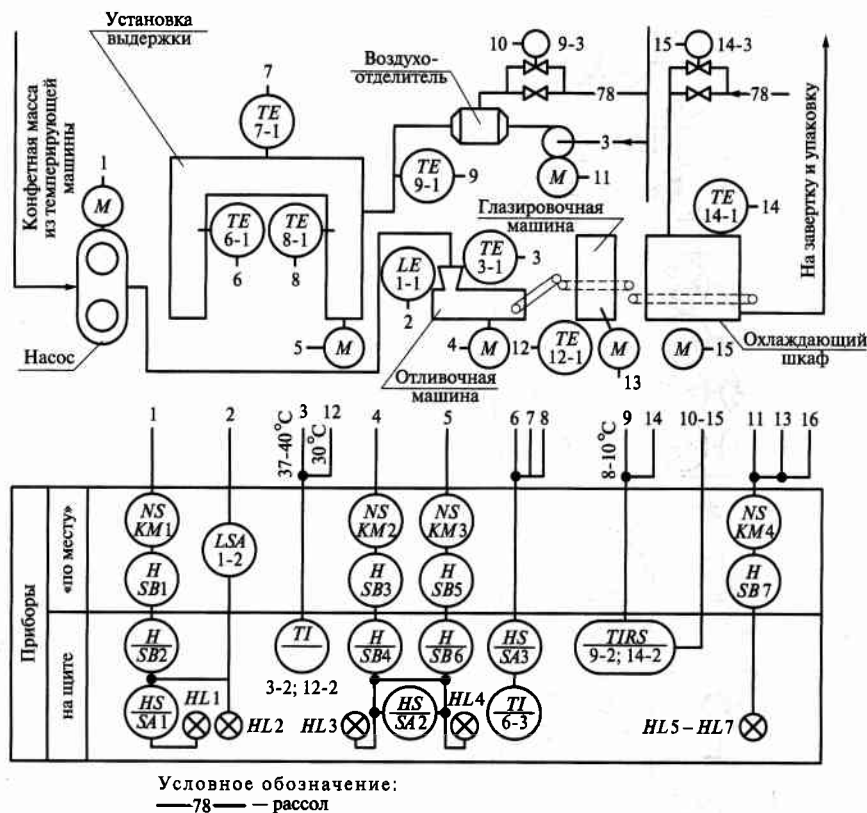 Установка
выдержки
7
TE
7-1
Конфетная масса
из темперирующей
машины
1
M
Насос
TE
6-1
6
TE
8-1
8
5
M
Воздухо-
отделитель
10
9-3
78
3
M
11
TE
9-1
9
15
14-3
78
На завертку и упаковку
Глазировочная
машина
TE
14-1
14
LE
1-1
2
TE
3-1
3
4
M
12
TE
12-1
M
13
M
15
Отливочная
машина
Охлаждающий
шкаф
1
2
37-40°C
3
30°C
12
4
5
6
7
8
8-10°C
9
14
10-15
11
13
16
Приборы
«по месту»
NS
KM1
H
SB1
LSA
1-2
NS
KM2
H
SB3
NS
KM3
H
SB5
NS
KM4
H
SB7
на щите
H
SB2
HS
SA1
HL1
HL2
TI
3-2; 12-2
H
SB4
H
SB6
HL3
HS
SA2
HL4
HS
SA3
TI
6-3
TIRS
9-2; 14-2
HL5-HL7
Условное обозначение:
78 — рассол